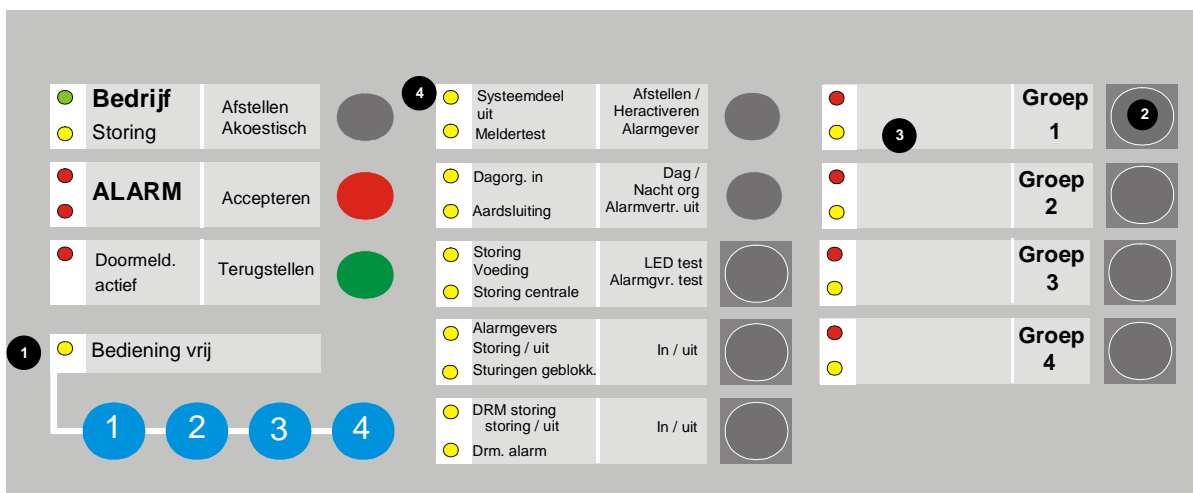 Bedrijf
Storing
Afstellen
Akoestisch
ALARM
Accepteren
Doormeld.
actief
Terugstellen
1
Bediening vrij
1
2
3
4
4
Systeemdeel
uit
Meldertest
Afstellen /
Heractiveren
Alarmgever
Dagorg. in
Aardsluiting
Dag /
Nacht org
Alarmvertr. uit
Storing
Voeding
Storing centrale
LED test
Alarmgvr. test
Alarmgevers
Storing / uit
Sturingen geblokk.
In / uit
DRM storing
storing / uit
Drm. alarm
In / uit
3
Groep
1
2
Groep
2
Groep
3
Groep
4